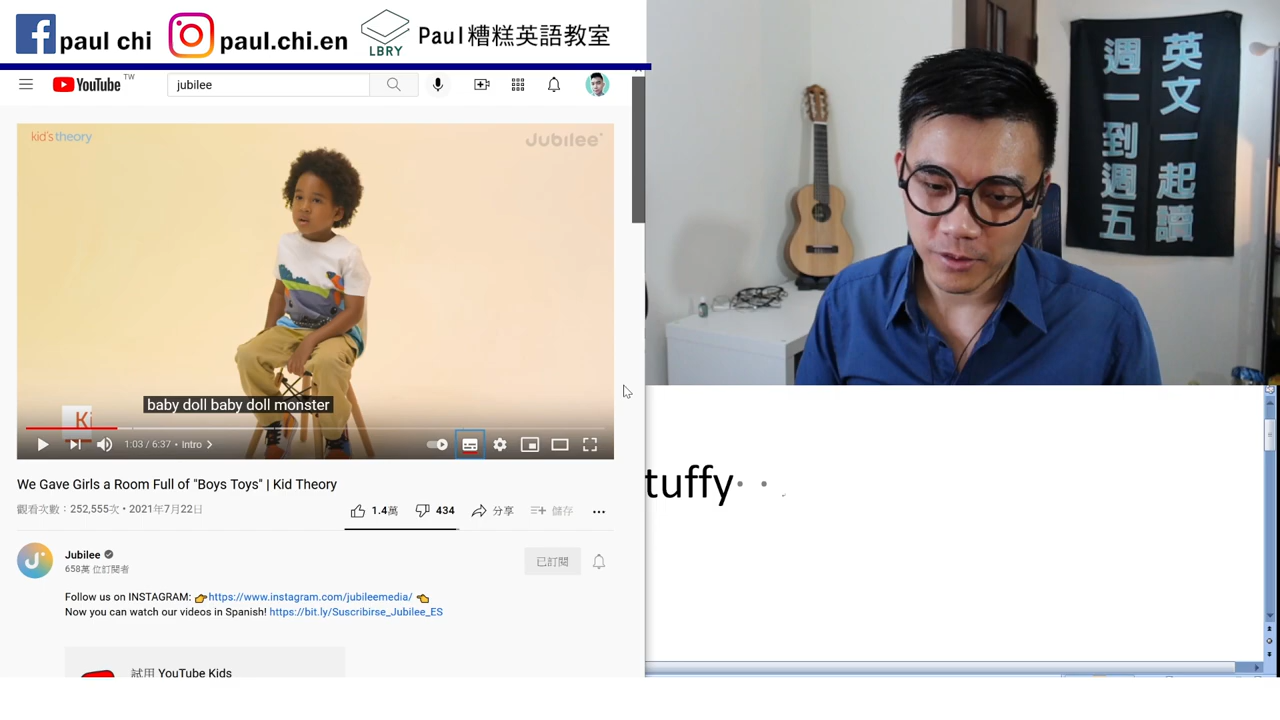 paul chi
paul.chi.en
LBRY
Paul糟糕英語教室
YouTube TW
jubilee
kid's theory
Jubilee
baby doll baby doll monster
Ki
1:03 / 6:37 • Intro
We Gave Girls a Room Full of "Boys Toys" | Kid Theory
觀看次數：252,555次 • 2021年7月22日
1.4萬
434
分享
儲存
Jubilee
658萬 位訂閱者
已訂閱
Follow us on INSTAGRAM: 👉https://www.instagram.com/jubileemedia/ 👈
Now you can watch our videos in Spanish! https://bit.ly/Suscribirse_Jubilee_ES
試用 YouTube Kids
英文一起讀
週一到週五
tuffy